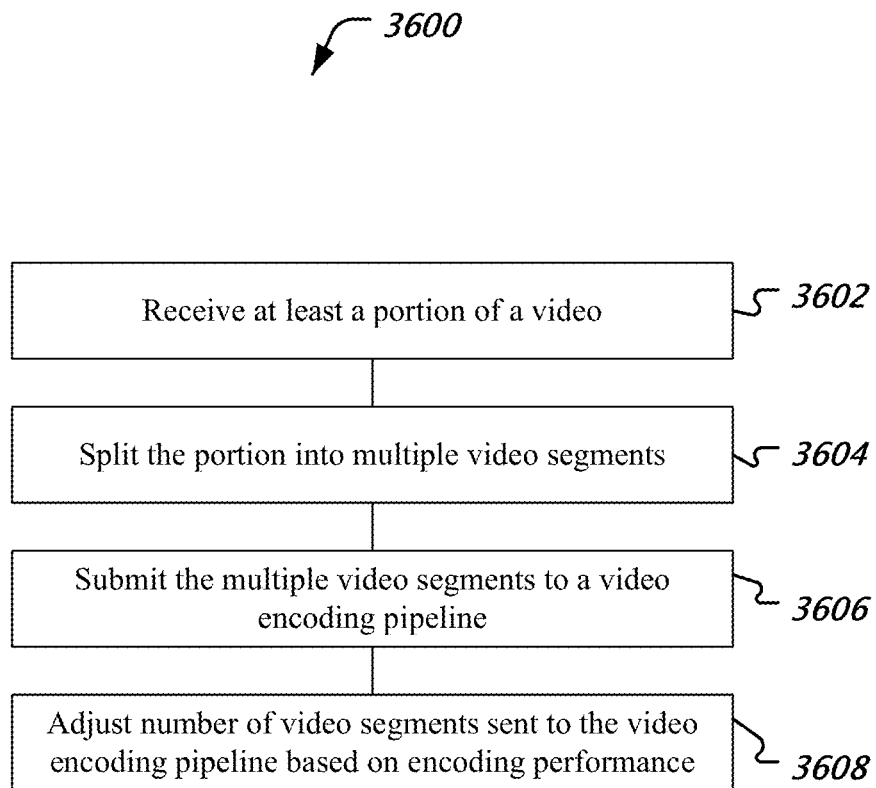 3600
Receive at least a portion of a video
3602
Split the portion into multiple video segments
3604
Submit the multiple video segments to a video
encoding pipeline
3606
Adjust number of video segments sent to the video
encoding pipeline based on encoding performance
3608